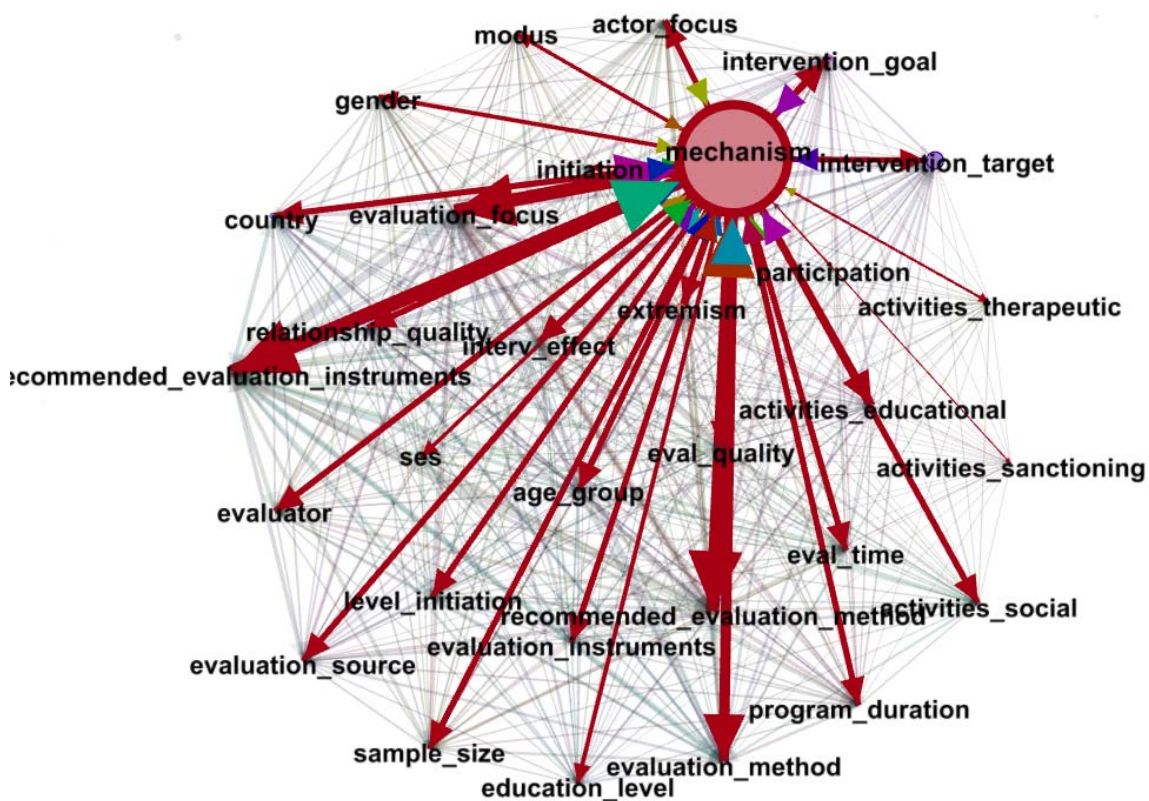 actor_focus
modus
intervention_goal
gender
mechanism
initiation
intervention_target
country
evaluation_focus
participation
extremism
activities_therapeutic
relationship_quality
interv_effect
ecommended_evaluation_instruments
activities_educational
ses
eval_quality
activities_sanctioning
age_group
evaluator
eval_time
level_initiation
recommended_evaluation_method
activities_social
evaluation_instruments
evaluation_source
program_duration
sample_size
evaluation_method
education_level